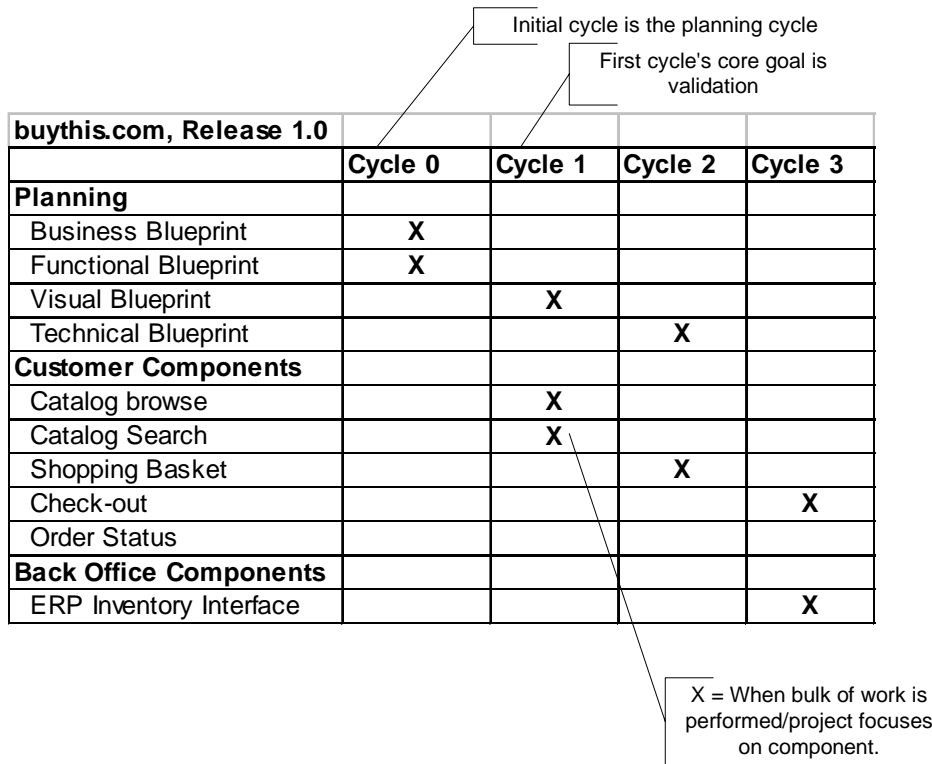 Initial cycle is the planning cycle
First cycle's core goal is
validation
buythis.com, Release 1.0
Cycle 0 Cycle 1 Cycle 2 Cycle 3
Planning
Business Blueprint X
Functional Blueprint X
Visual Blueprint X
Technical Blueprint X
Customer Components
Catalog browse X
Catalog Search X
Shopping Basket X
Check-out X
Order Status
Back Office Components
ERP Inventory Interface X
X = When bulk of work is
performed/project focuses
on component.